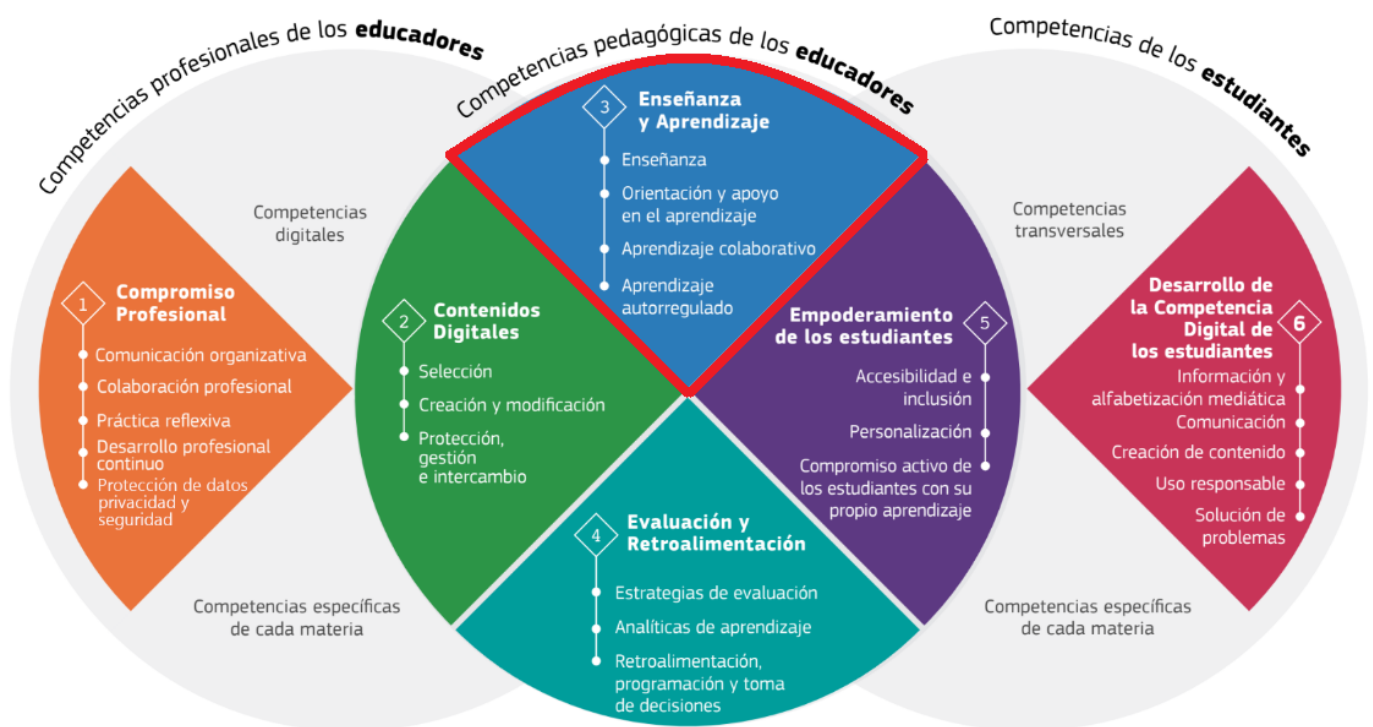 Competencias profesionales de los educadores
Competencias pedagógicas de los educadores
Competencias de los estudiantes
Competencias
digitales
Competencias
transversales
1
Compromiso
Profesional
Comunicación organizativa
Colaboración profesional
Práctica reflexiva
Desarrollo profesional
continuo
Protección de datos
privacidad y
seguridad
2
Contenidos
Digitales
Selección
Creación y modificación
Protección,
gestión
e intercambio
3
Enseñanza
y Aprendizaje
Enseñanza
Orientación y apoyo
en el aprendizaje
Aprendizaje colaborativo
Aprendizaje
autorregulado
4
Evaluación y
Retroalimentación
Estrategias de evaluación
Analíticas de aprendizaje
Retroalimentación,
programación y toma
de decisiones
5
Empoderamiento
de los estudiantes
Accesibilidad e
inclusión
Personalización
Compromiso activo de
los estudiantes con su
propio aprendizaje
6
Desarrollo de
la Competencia
Digital de
los estudiantes
Información y
alfabetización mediática
Comunicación
Creación de contenido
Uso responsable
Solución de
problemas
Competencias específicas
de cada materia
Competencias específicas
de cada materia